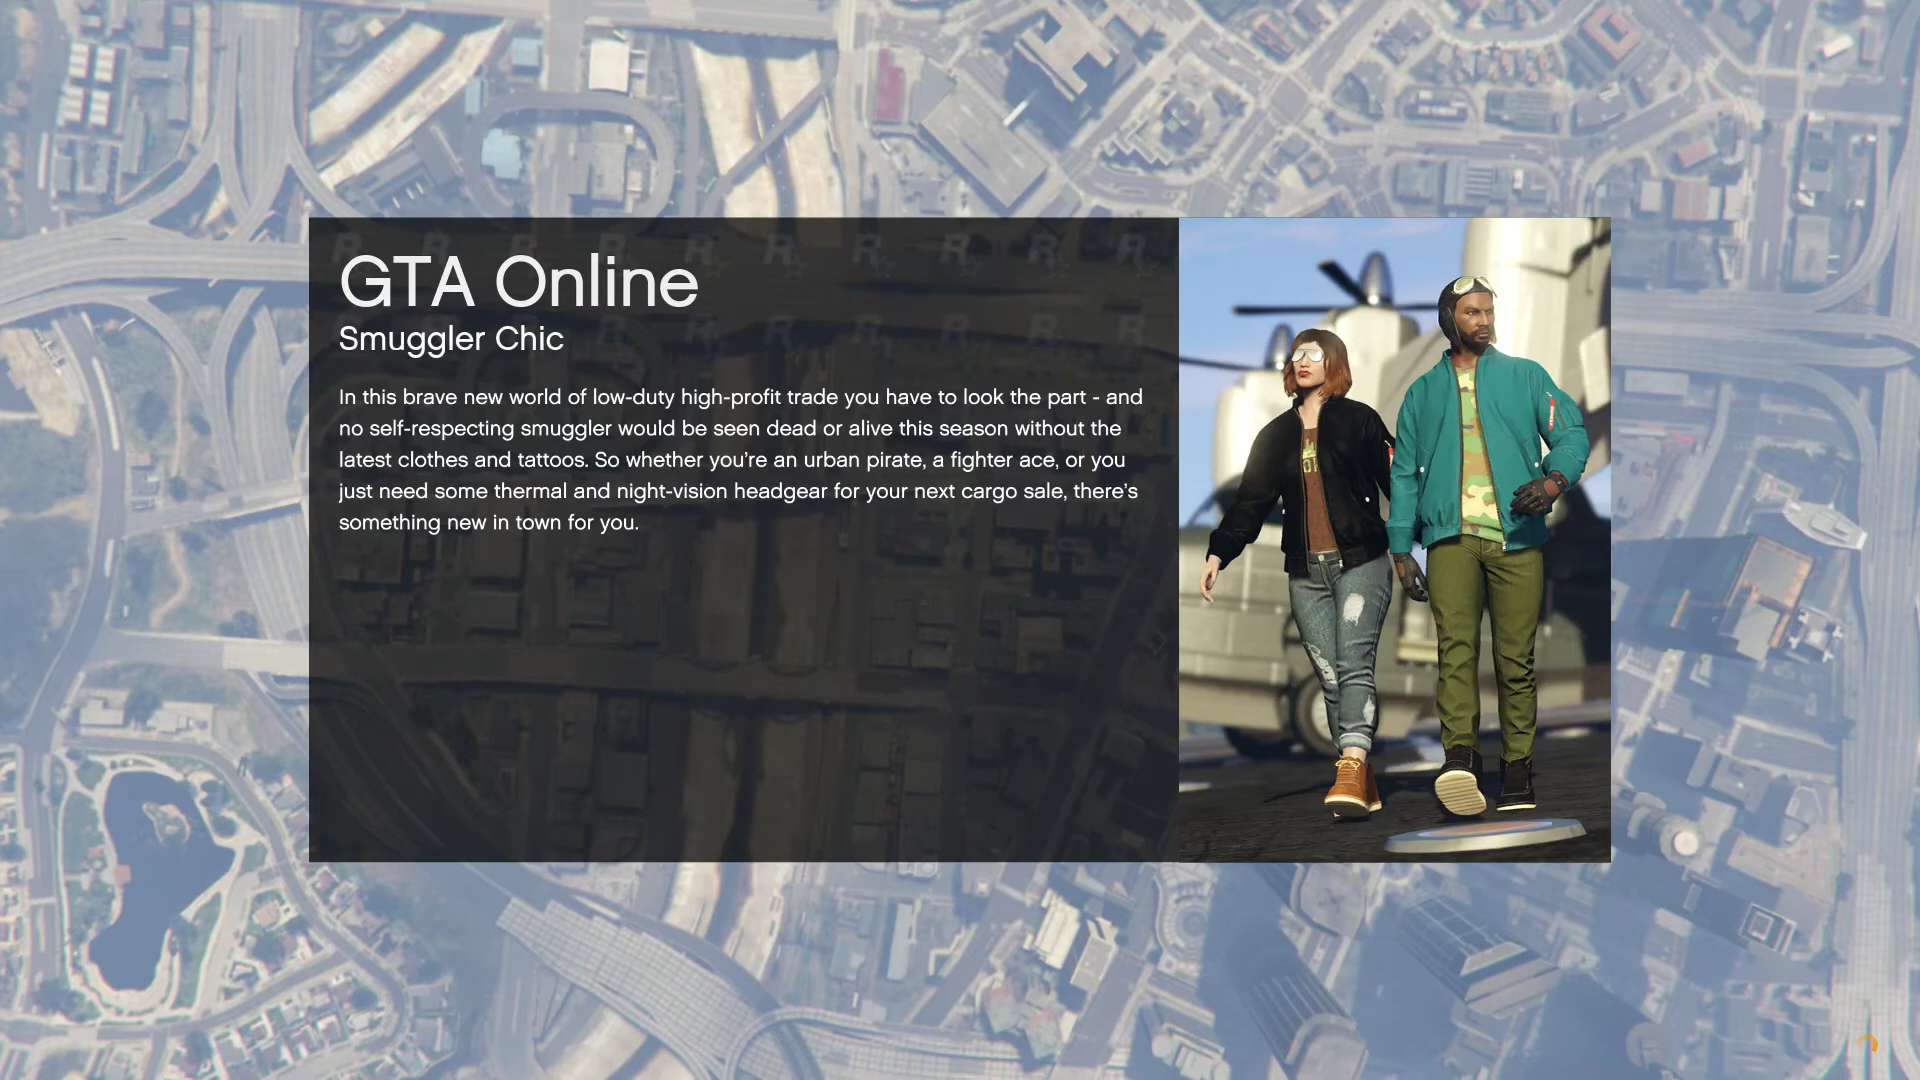 GTA Online
Smuggler Chic
In this brave new world of low-duty high-profit trade you have to look the part - and
no self-respecting smuggler would be seen dead or alive this season without the
latest clothes and tattoos. So whether you’re an urban pirate, a fighter ace, or you
just need some thermal and night-vision headgear for your next cargo sale, there’s
something new in town for you.